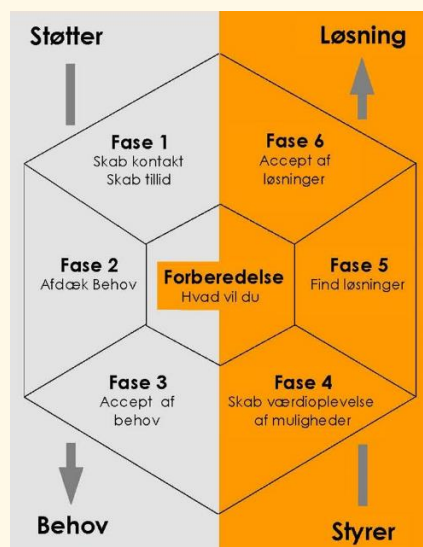 Støtter
Løsning
Fase 1
Skab kontakt
Skab tillid
Fase 6
Accept af
løsninger
Fase 2
Afdæk Behov
Forberedelse
Hvad vil du
Fase 5
Find løsninger
Fase 3
Accept af
behov
Fase 4
Skab værdioplevelse
af muligheder
Behov
Styrer